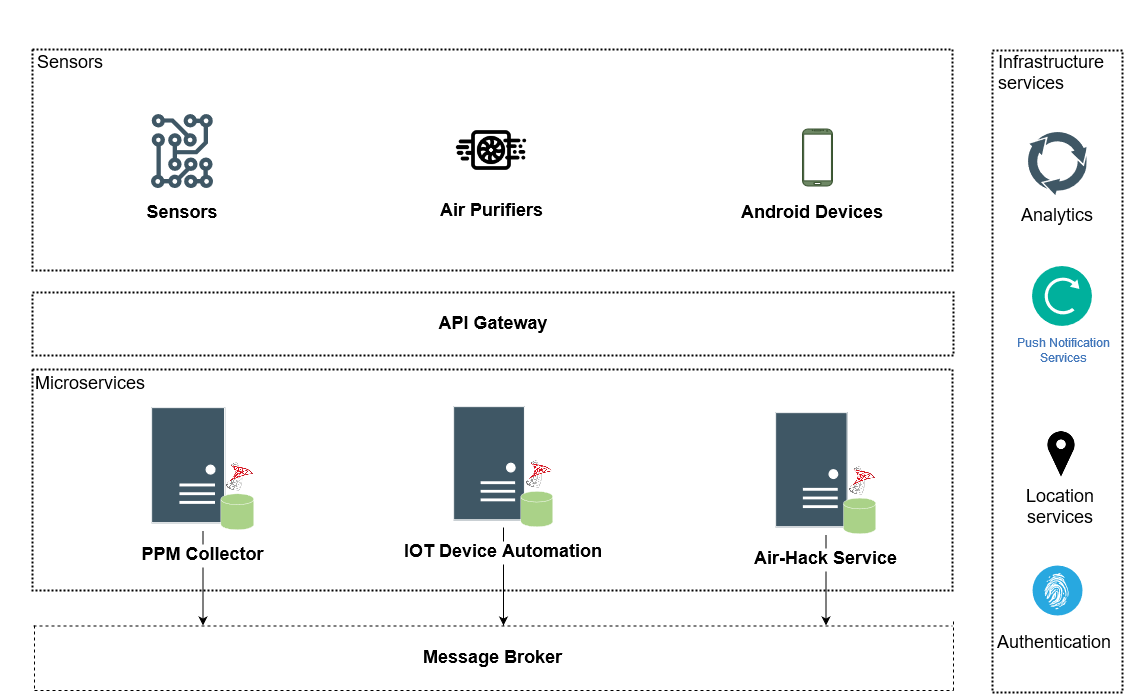 Sensors
Sensors
Air Purifiers
Android Devices
API Gateway
Microservices
PPM Collector
IOT Device Automation
Air-Hack Service
Message Broker
Infrastructure
services
Analytics
Push Notification
Services
Location
services
Authentication